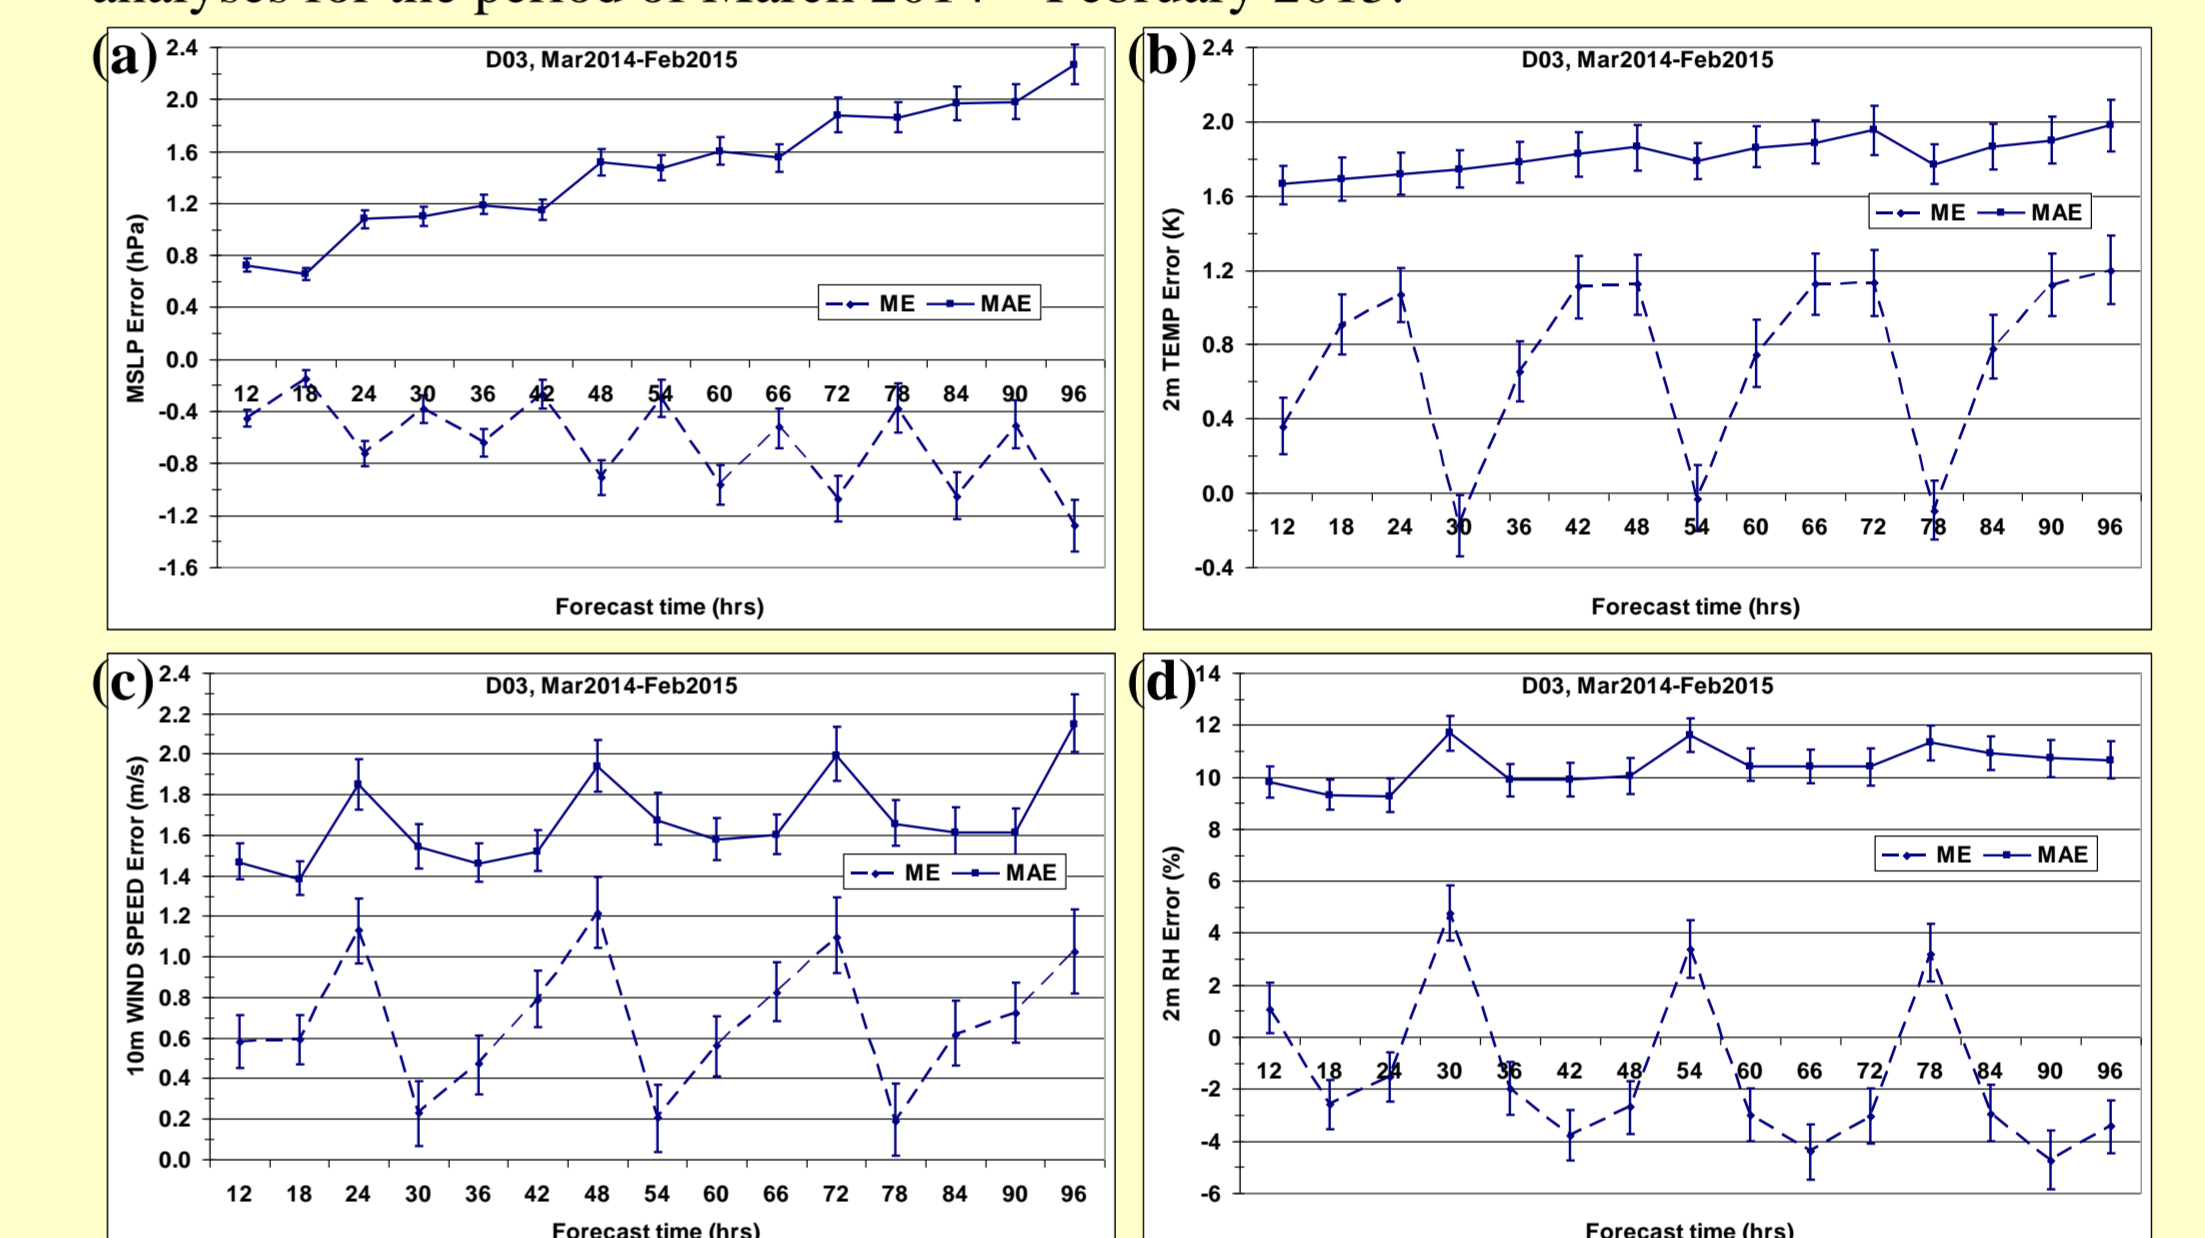 analyses for the period of March 2014 – February 2015.
(a)
D03, Mar2014-Feb2015
MSLP Error (hPa)
2.4
2.0
1.6
1.2
0.8
0.4
0.0
-0.4
-0.8
-1.2
-1.6
ME MAE
12 18 24 30 36 42 48 54 60 66 72 78 84 90 96
Forecast time (hrs)
(b)
D03, Mar2014-Feb2015
2m TEMP Error (K)
2.4
2.0
1.6
1.2
0.8
0.4
0.0
-0.4
ME MAE
12 18 24 30 36 42 48 54 60 66 72 78 84 90 96
Forecast time (hrs)
(c)
D03, Mar2014-Feb2015
10m WIND SPEED Error (m/s)
2.4
2.2
2.0
1.8
1.6
1.4
1.2
1.0
0.8
0.6
0.4
0.2
0.0
ME MAE
12 18 24 30 36 42 48 54 60 66 72 78 84 90 96
Forecast time (hrs)
(d)
D03, Mar2014-Feb2015
2m RH Error (%)
14
12
10
8
6
4
2
0
-2
-4
-6
ME MAE
12 18 24 30 36 42 48 54 60 66 72 78 84 90 96
Forecast time (hrs)